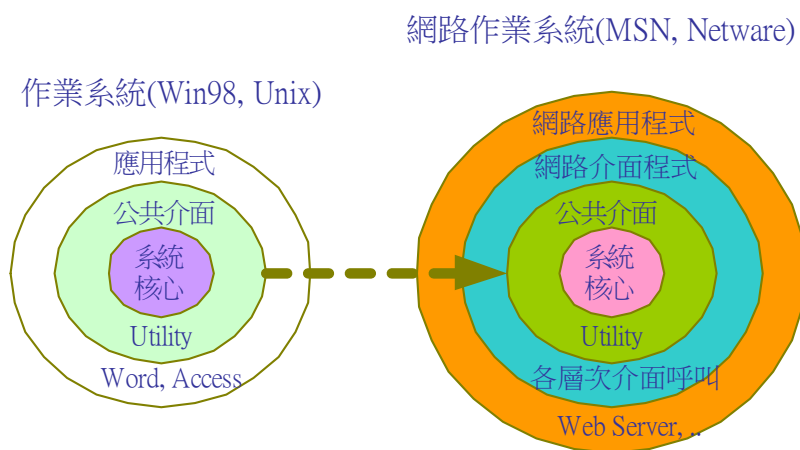 網路作業系統(MSN, Netware)
作業系統(Win98, Unix)
應用程式
公共介面
系統
核心
Utility
Word, Access
網路應用程式
網路介面程式
公共介面
系統
核心
Utility
各層次介面呼叫
Web Server, ..